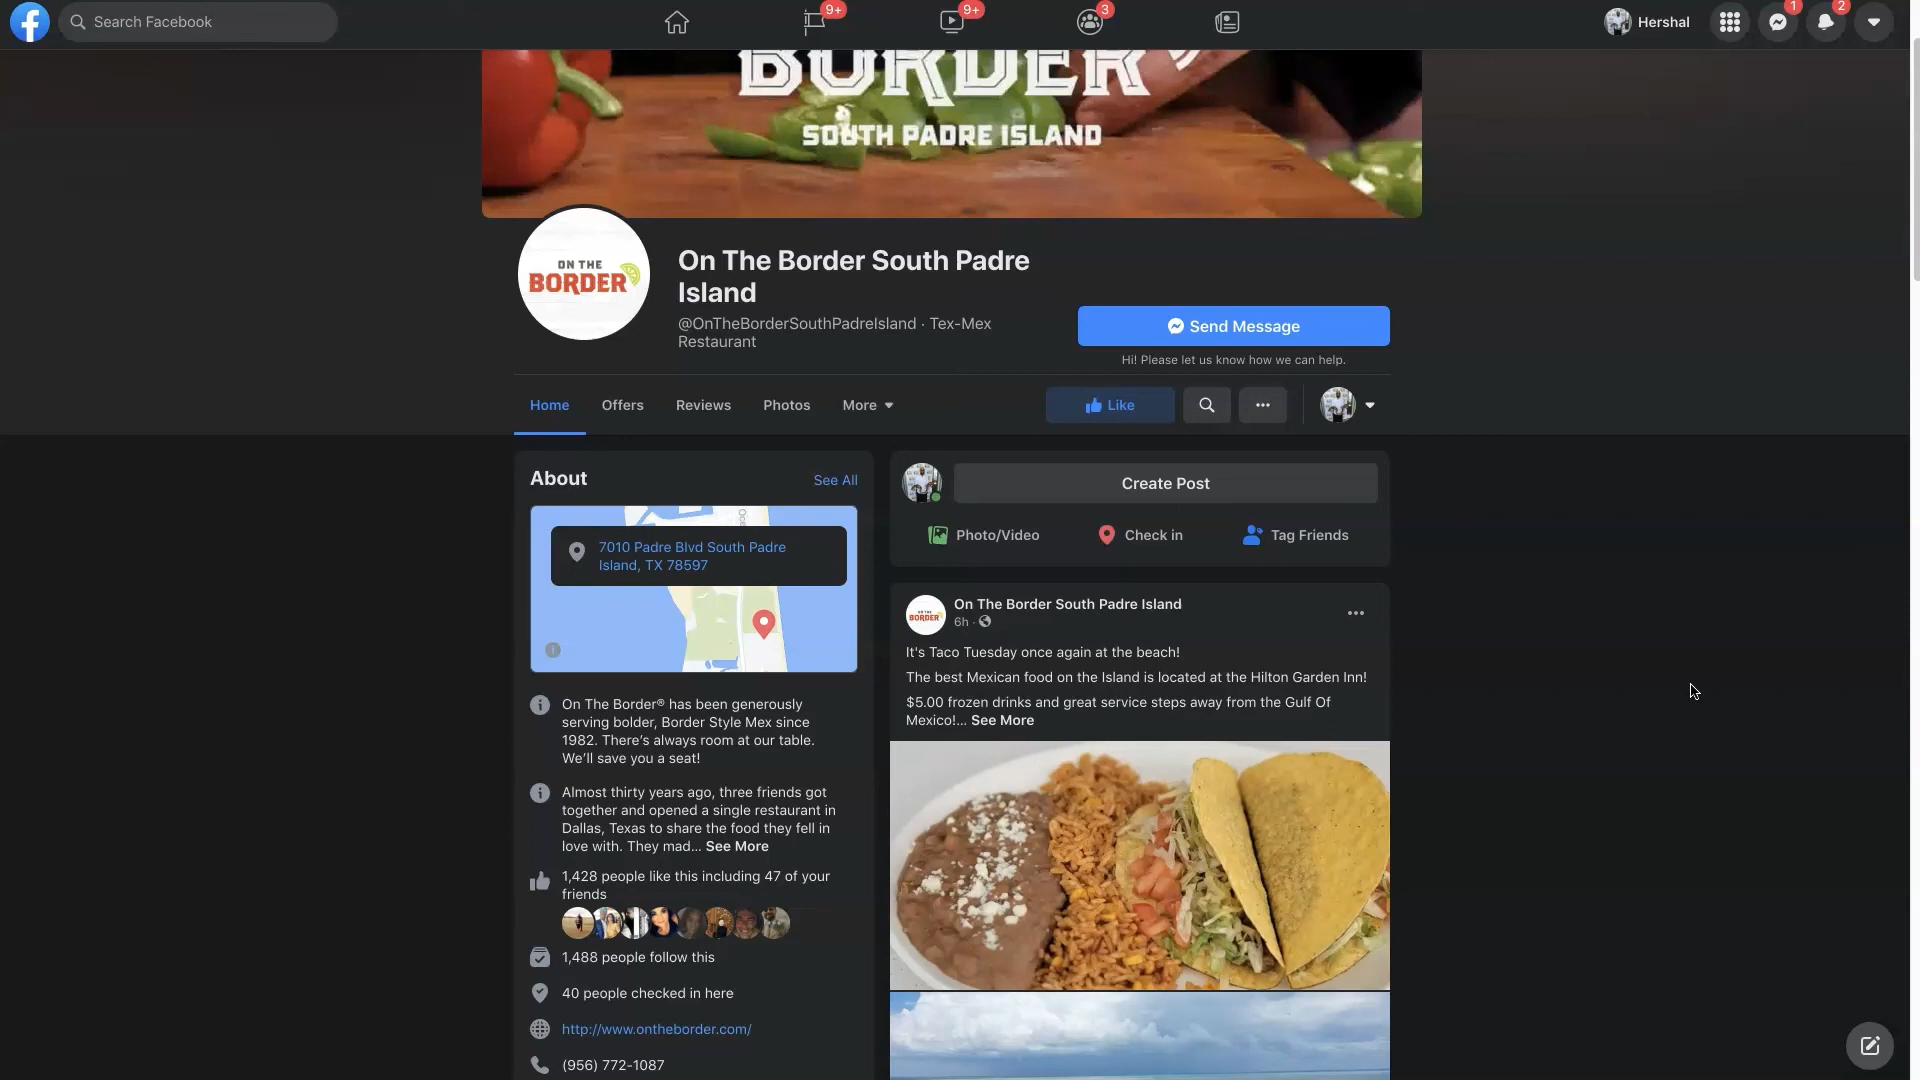 Search Facebook
9+
9+
3
Hershal
1
2
BORDER
SOUTH PADRE ISLAND
ON THE
BORDER
On The Border South Padre
Island
@OnTheBorderSouthPadreIsland · Tex-Mex
Restaurant
Send Message
Hi! Please let us know how we can help.
Home
Offers
Reviews
Photos
More
Like
About
See All
7010 Padre Blvd South Padre
Island, TX 78597
On The Border® has been generously
serving bolder, Border Style Mex since
1982. There's always room at our table.
We'll save you a seat!
Almost thirty years ago, three friends got
together and opened a single restaurant in
Dallas, Texas to share the food they fell in
love with. They mad... See More
1,428 people like this including 47 of your
friends
1,488 people follow this
40 people checked in here
http://www.ontheborder.com/
(956) 772-1087
Create Post
Photo/Video
Check in
Tag Friends
ON THE
BORDER
On The Border South Padre Island
6h ·
It's Taco Tuesday once again at the beach!
The best Mexican food on the Island is located at the Hilton Garden Inn!
$5.00 frozen drinks and great service steps away from the Gulf Of
Mexico!... See More